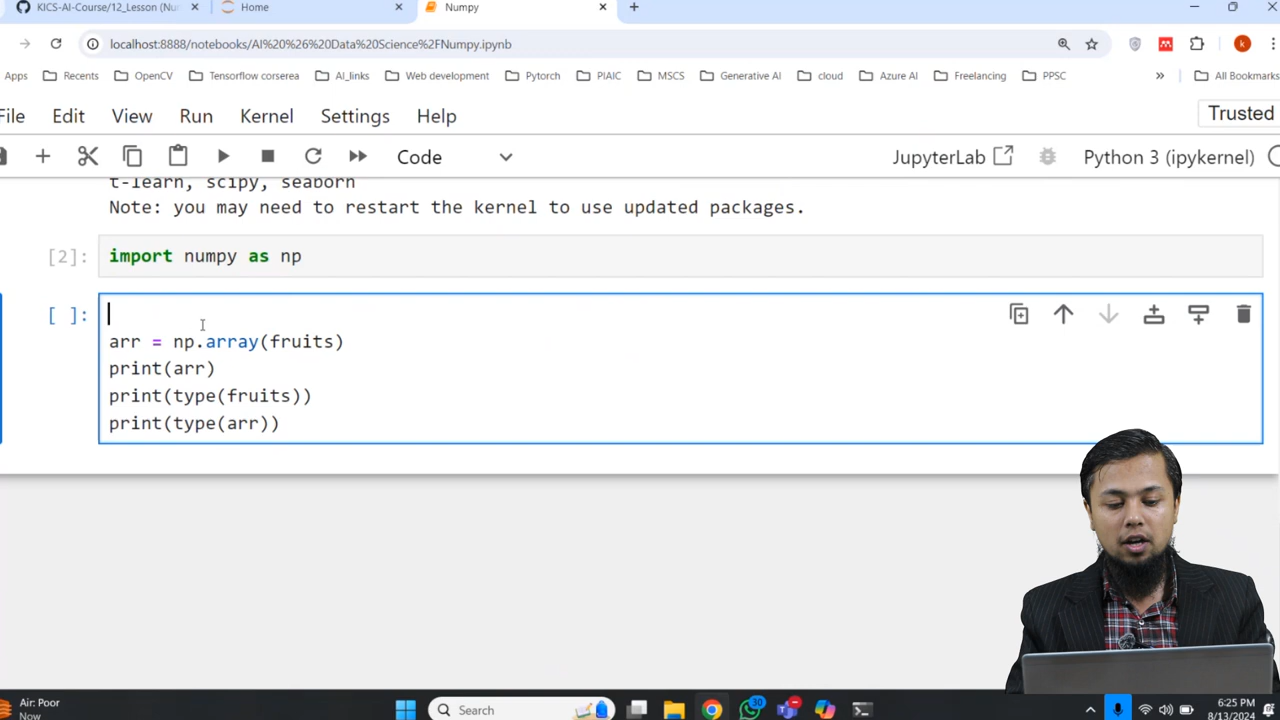 KICS-AI-Course/12_Lesson (Nu
Home
Numpy
localhost:8888/notebooks/AI%20%26%20Data%20Science%2FNumpy.ipynb
k
Apps Recents OpenCV Tensorflow corsera AI_links Web development Pytorch PIAIC MSCS Generative AI cloud Azure AI Freelancing PPSC » All Bookmarks
File Edit View Run Kernel Settings Help Trusted
Code JupyterLab Python 3 (ipykernel)
t-learn, scipy, seaborn
Note: you may need to restart the kernel to use updated packages.
[2]: import numpy as np
[ ]:
arr = np.array(fruits)
print(arr)
print(type(fruits))
print(type(arr))
Air: Poor
Now
Search
30
6:25 PM
8/13/2024